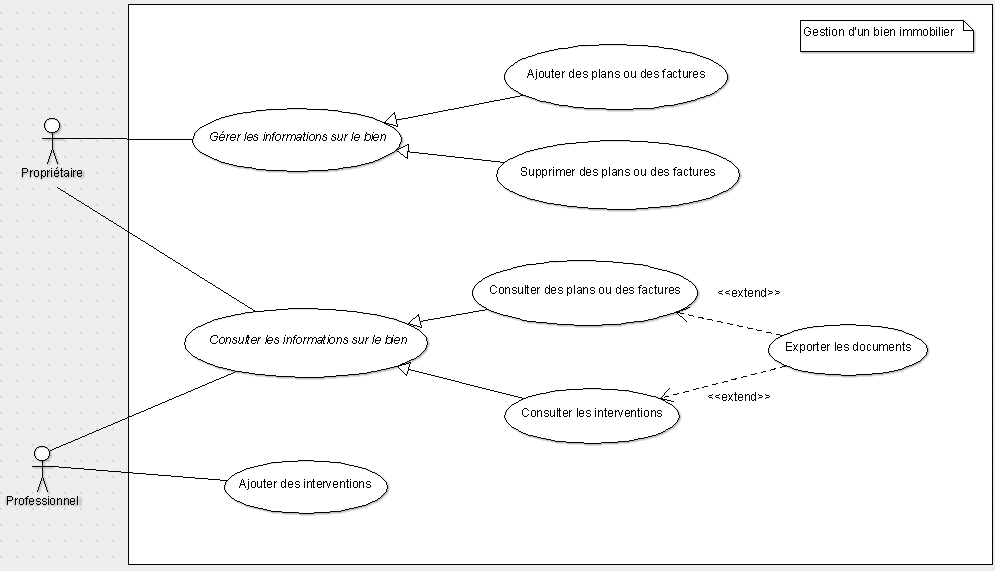 Gestion d'un bien immobilier
Ajouter des plans ou des factures
Gérer les informations sur le bien
Propriétaire
Supprimer des plans ou des factures
Consulter des plans ou des factures
<<extend>>
Consulter les informations sur le bien
Exporter les documents
<<extend>>
Consulter les interventions
Ajouter des interventions
Professionnel